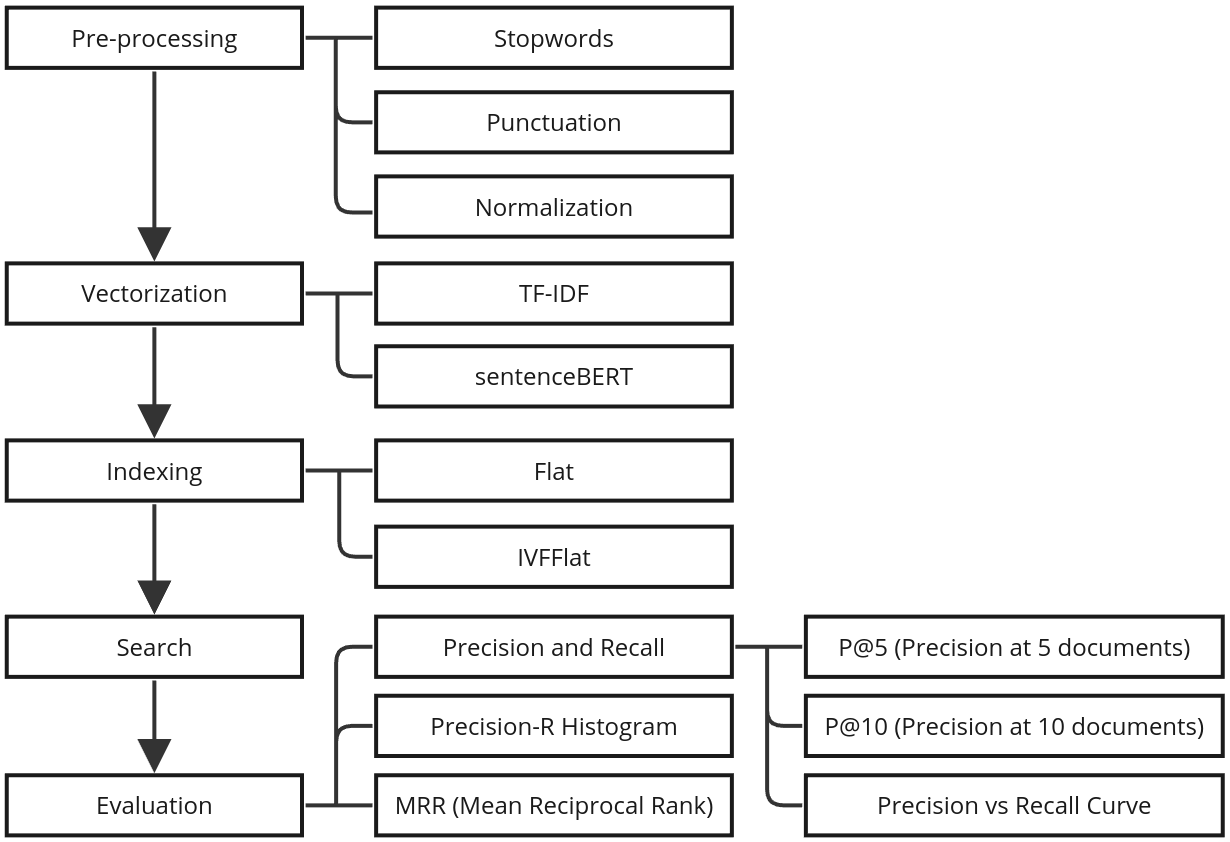 Pre-processing
Stopwords
Punctuation
Normalization
Vectorization
TF-IDF
sentenceBERT
Indexing
Flat
IVFFlat
Search
Precision and Recall
P@5 (Precision at 5 documents)
Precision-R Histogram
P@10 (Precision at 10 documents)
Evaluation
MRR (Mean Reciprocal Rank)
Precision vs Recall Curve